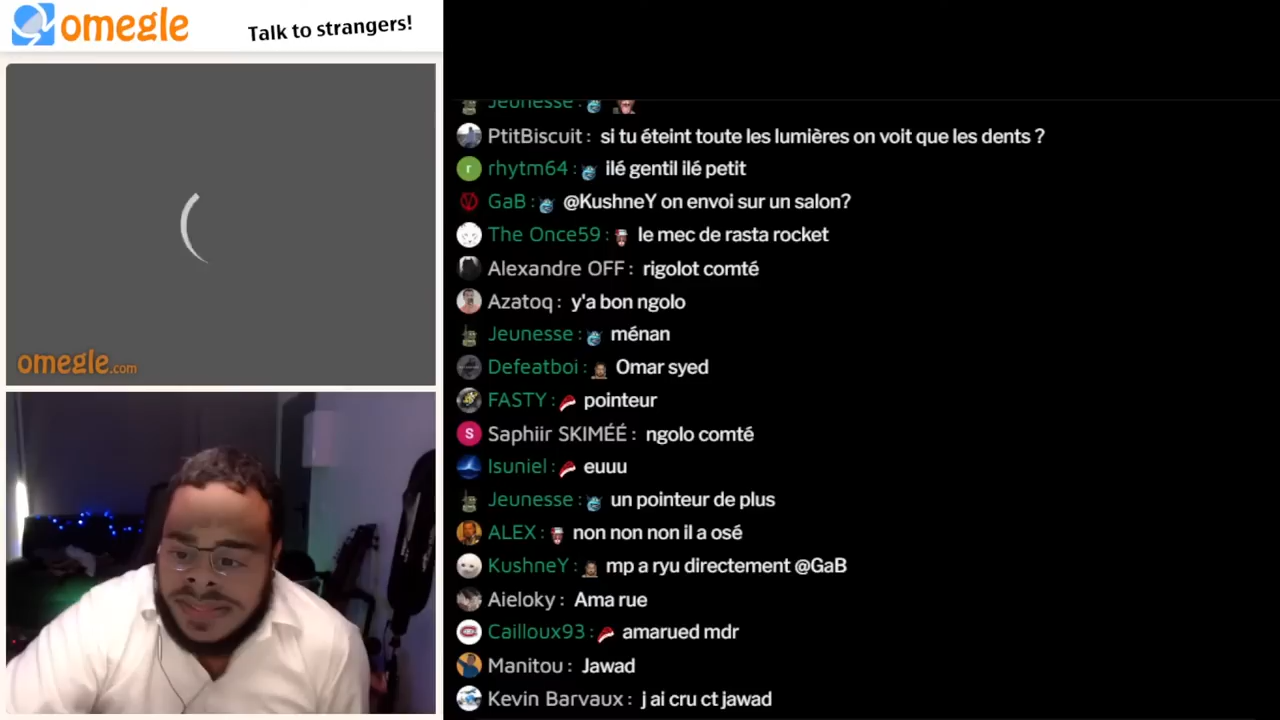 omegle
Talk to strangers!
omegle.com
Jeunesse :
PtitBiscuit : si tu éteint toute les lumières on voit que les dents ?
r rhytm64 : ilé gentil ilé petit
GaB : @KushneY on envoi sur un salon?
The Once59 : le mec de rasta rocket
Alexandre OFF : rigolot comté
Azatoq : y'a bon ngolo
Jeunesse : ménan
Defeatboi : Omar syed
FASTY : pointeur
S Saphiir SKIMÉÉ : ngolo comté
Isuniel : euuu
Jeunesse : un pointeur de plus
ALEX : non non non il a osé
KushneY : mp a ryu directement @GaB
Aieloky : Ama rue
Cailloux93 : amarued mdr
Manitou : Jawad
Kevin Barvaux : j ai cru ct jawad